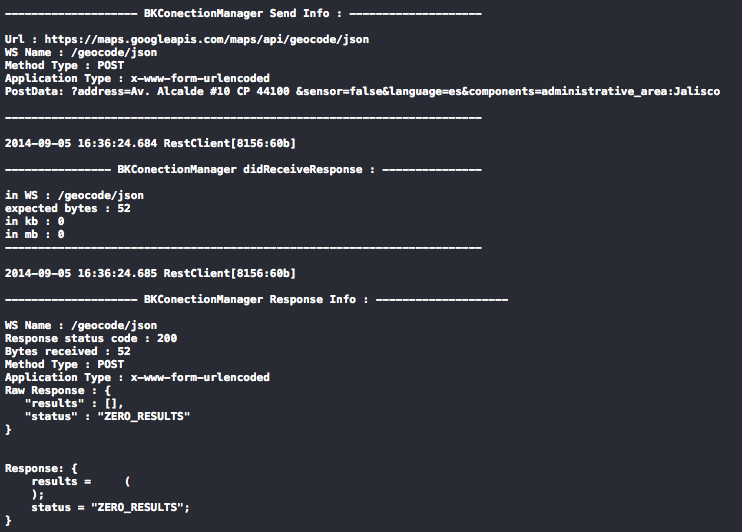 -------------------- BKConectionManager Send Info : --------------------
Url : https://maps.googleapis.com/maps/api/geocode/json
WS Name : /geocode/json
Method Type : POST
Application Type : x-www-form-urlencoded
PostData: ?address=Av. Alcalde #10 CP 44100 &sensor=false&language=es&components=administrative_area:Jalisco
------------------------------------------------------------------------
2014-09-05 16:36:24.684 RestClient[8156:60b]
---------------- BKConectionManager didReceiveResponse : ---------------
in WS : /geocode/json
expected bytes : 52
in kb : 0
in mb : 0
------------------------------------------------------------------------
2014-09-05 16:36:24.685 RestClient[8156:60b]
-------------------- BKConectionManager Response Info : --------------------
WS Name : /geocode/json
Response status code : 200
Bytes received : 52
Method Type : POST
Application Type : x-www-form-urlencoded
Raw Response : {
   "results" : [],
   "status" : "ZERO_RESULTS"
}
Response: {
    results =     (
    );
    status = "ZERO_RESULTS";
}